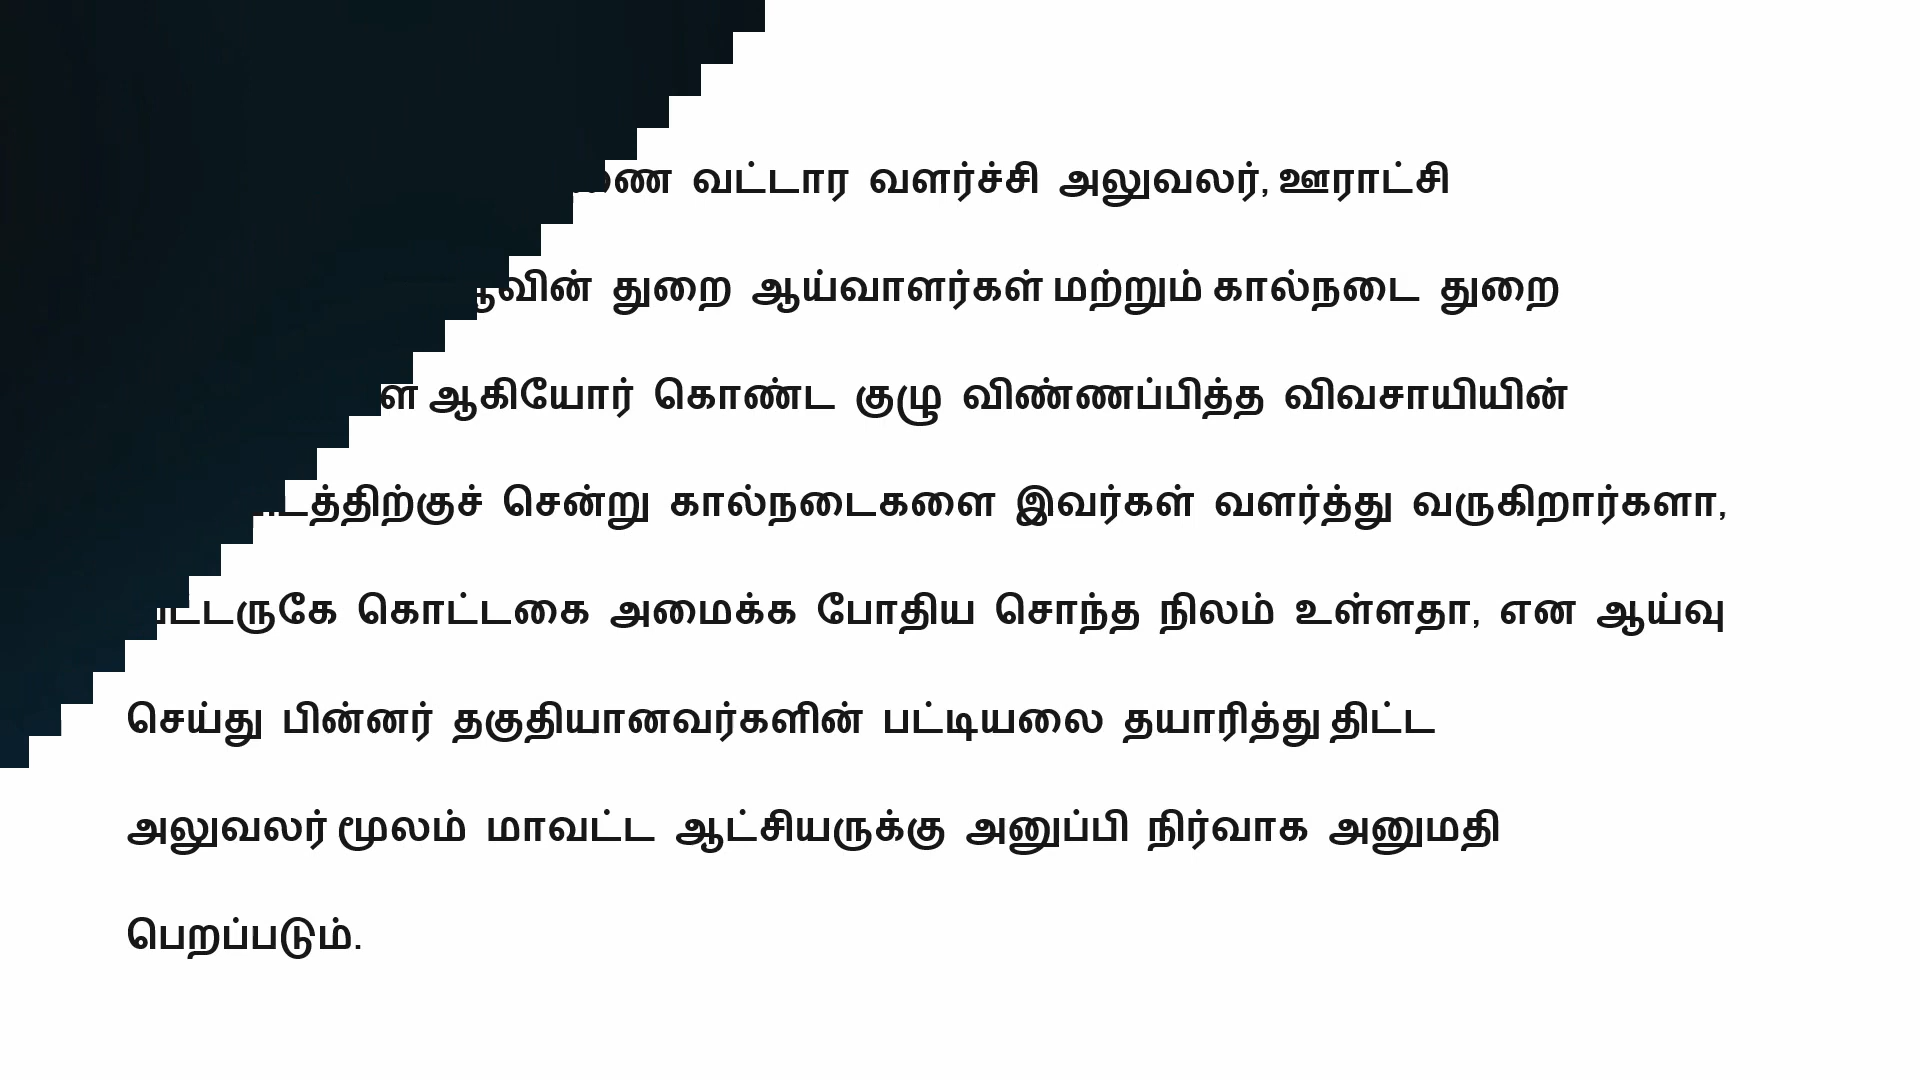 வட்டார வளர்ச்சி அலுவலர், ஊராட்சி
துறை ஆய்வாளர்கள் மற்றும் கால்நடை துறை
ஆகியோர் கொண்ட குழு விண்ணப்பித்த விவசாயியின்
சென்று கால்நடைகளை இவர்கள் வளர்த்து வருகிறார்களா,
கொட்டகை அமைக்க போதிய சொந்த நிலம் உள்ளதா, என ஆய்வு
செய்து பின்னர் தகுதியானவர்களின் பட்டியலை தயாரித்து திட்ட
அலுவலர் மூலம் மாவட்ட ஆட்சியருக்கு அனுப்பி நிர்வாக அனுமதி
பெறப்படும்.